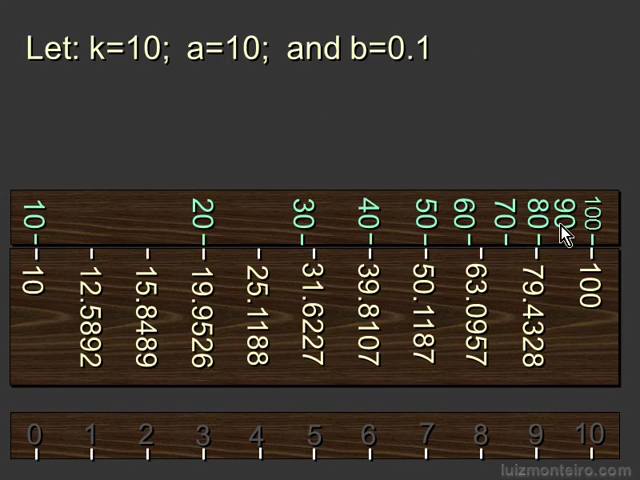 Let: k=10; a=10; and b=0.1
10 20 30 40 50 60 70 80 90 100
10 12.5892 15.8489 19.9526 25.1188 31.6227 39.8107 50.1187 63.0957 79.4328 100
0 1 2 3 4 5 6 7 8 9 10
luizmonteiro.com